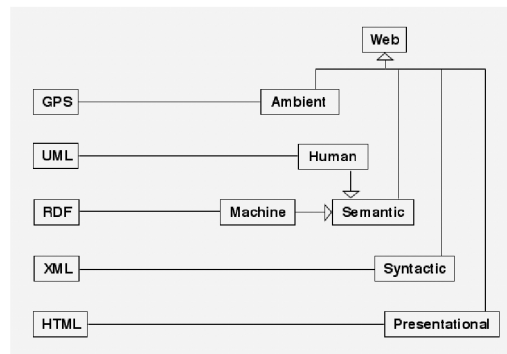 Web
GPS
Ambient
UML
Human
RDF
Machine
Semantic
XML
Syntactic
HTML
Presentational